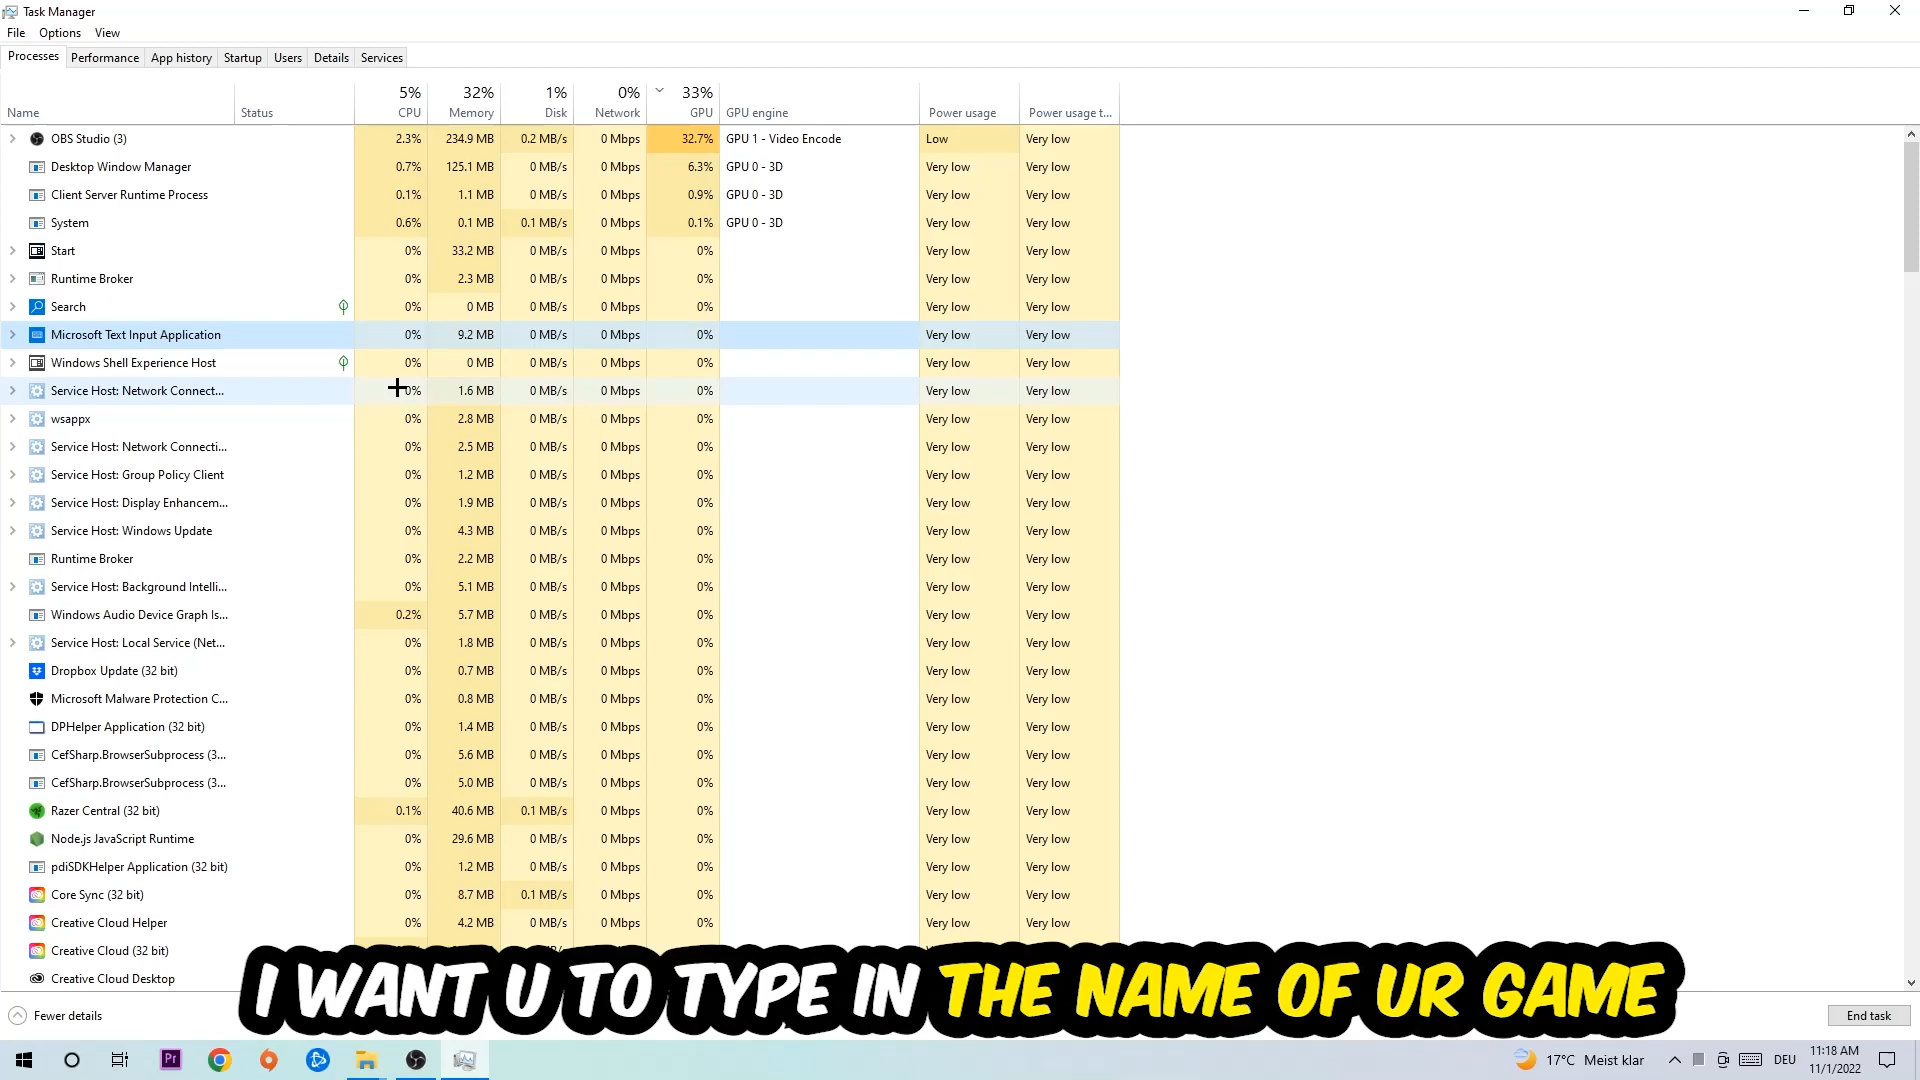 Task Manager
File Options View
Processes Performance App history Startup Users Details Services
5% 32% 1% 0% 33%
Name Status CPU Memory Disk Network GPU GPU engine Power usage Power usage t...
OBS Studio (3) 2.3% 234.9 MB 0.2 MB/s 0 Mbps 32.7% GPU 1 - Video Encode Low Very low
Desktop Window Manager 0.7% 125.1 MB 0 MB/s 0 Mbps 6.3% GPU 0 - 3D Very low Very low
Client Server Runtime Process 0.1% 1.1 MB 0 MB/s 0 Mbps 0.9% GPU 0 - 3D Very low Very low
System 0.6% 0.1 MB 0.1 MB/s 0 Mbps 0.1% GPU 0 - 3D Very low Very low
Start 0% 33.2 MB 0 MB/s 0 Mbps 0% Very low Very low
Runtime Broker 0% 2.3 MB 0 MB/s 0 Mbps 0% Very low Very low
Search 0% 0 MB 0 MB/s 0 Mbps 0% Very low Very low
Microsoft Text Input Application 0% 9.2 MB 0 MB/s 0 Mbps 0% Very low Very low
Windows Shell Experience Host 0% 0 MB 0 MB/s 0 Mbps 0% Very low Very low
Service Host: Network Connect... 0% 1.6 MB 0 MB/s 0 Mbps 0% Very low Very low
wsappx 0% 2.8 MB 0 MB/s 0 Mbps 0% Very low Very low
Service Host: Network Connecti... 0% 2.5 MB 0 MB/s 0 Mbps 0% Very low Very low
Service Host: Group Policy Client 0% 1.2 MB 0 MB/s 0 Mbps 0% Very low Very low
Service Host: Display Enhancem... 0% 1.9 MB 0 MB/s 0 Mbps 0% Very low Very low
Service Host: Windows Update 0% 4.3 MB 0 MB/s 0 Mbps 0% Very low Very low
Runtime Broker 0% 2.2 MB 0 MB/s 0 Mbps 0% Very low Very low
Service Host: Background Intelli... 0% 5.1 MB 0 MB/s 0 Mbps 0% Very low Very low
Windows Audio Device Graph Is... 0.2% 5.7 MB 0 MB/s 0 Mbps 0% Very low Very low
Service Host: Local Service (Net... 0% 1.8 MB 0 MB/s 0 Mbps 0% Very low Very low
Dropbox Update (32 bit) 0% 0.7 MB 0 MB/s 0 Mbps 0% Very low Very low
Microsoft Malware Protection C... 0% 0.8 MB 0 MB/s 0 Mbps 0% Very low Very low
DPHelper Application (32 bit) 0% 1.4 MB 0 MB/s 0 Mbps 0% Very low Very low
CefSharp.BrowserSubprocess (3... 0% 5.6 MB 0 MB/s 0 Mbps 0% Very low Very low
CefSharp.BrowserSubprocess (3... 0% 5.0 MB 0 MB/s 0 Mbps 0% Very low Very low
Razer Central (32 bit) 0.1% 40.6 MB 0.1 MB/s 0 Mbps 0% Very low Very low
Node.js JavaScript Runtime 0% 29.6 MB 0 MB/s 0 Mbps 0% Very low Very low
pdiSDKHelper Application (32 bit) 0% 1.2 MB 0 MB/s 0 Mbps 0% Very low Very low
Core Sync (32 bit) 0% 8.7 MB 0.1 MB/s 0 Mbps 0% Very low Very low
Creative Cloud Helper 0% 4.2 MB 0 MB/s 0 Mbps 0% Very low Very low
Creative Cloud (32 bit)
Creative Cloud Desktop
I WANT U TO TYPE IN THE NAME OF UR GAME
Fewer details End task
Pr 17°C Meist klar DEU 11:18 AM
11/1/2022